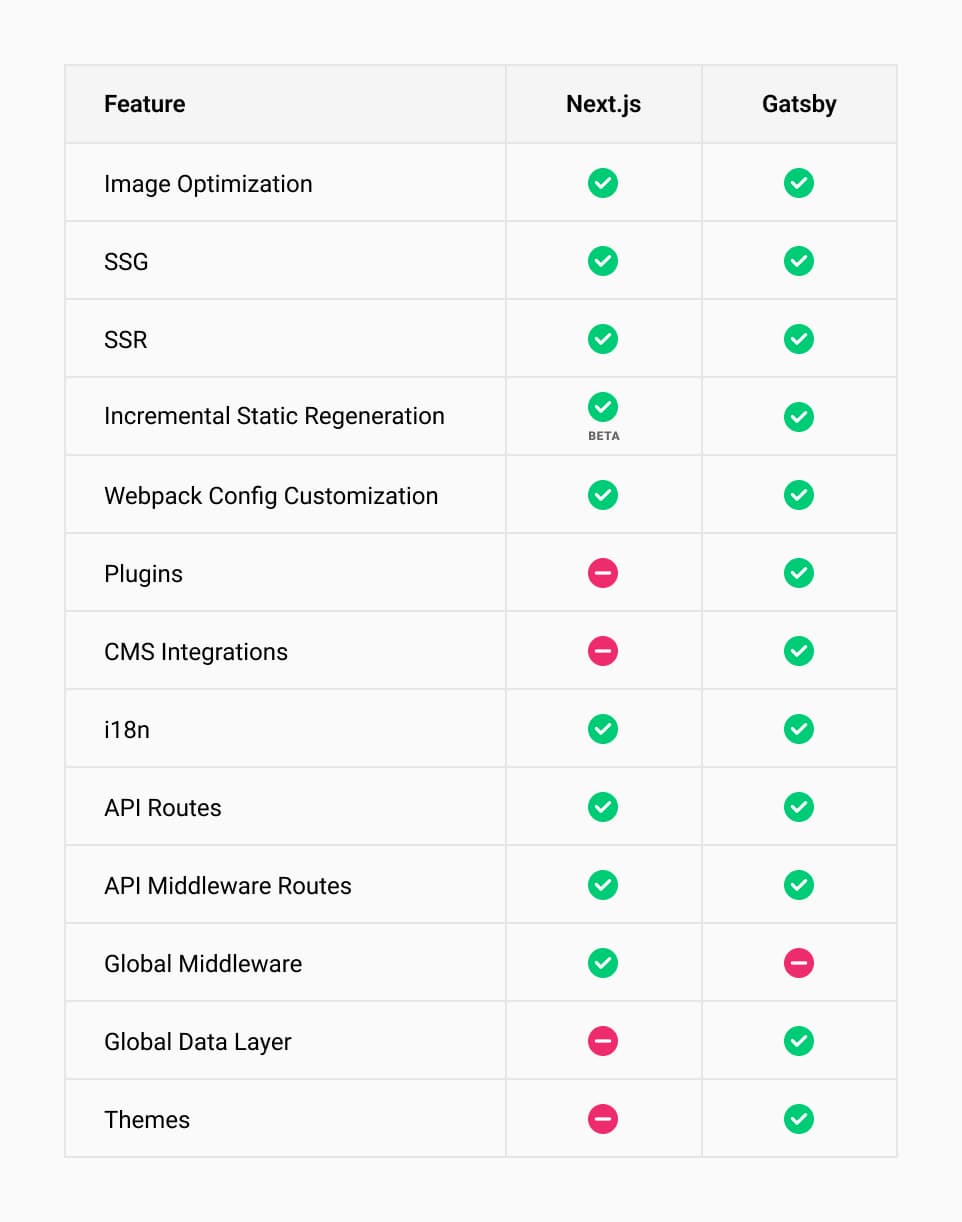 Feature Next.js Gatsby
Image Optimization
SSG
SSR
Incremental Static Regeneration
BETA
Webpack Config Customization
Plugins
CMS Integrations
i18n
API Routes
API Middleware Routes
Global Middleware
Global Data Layer
Themes